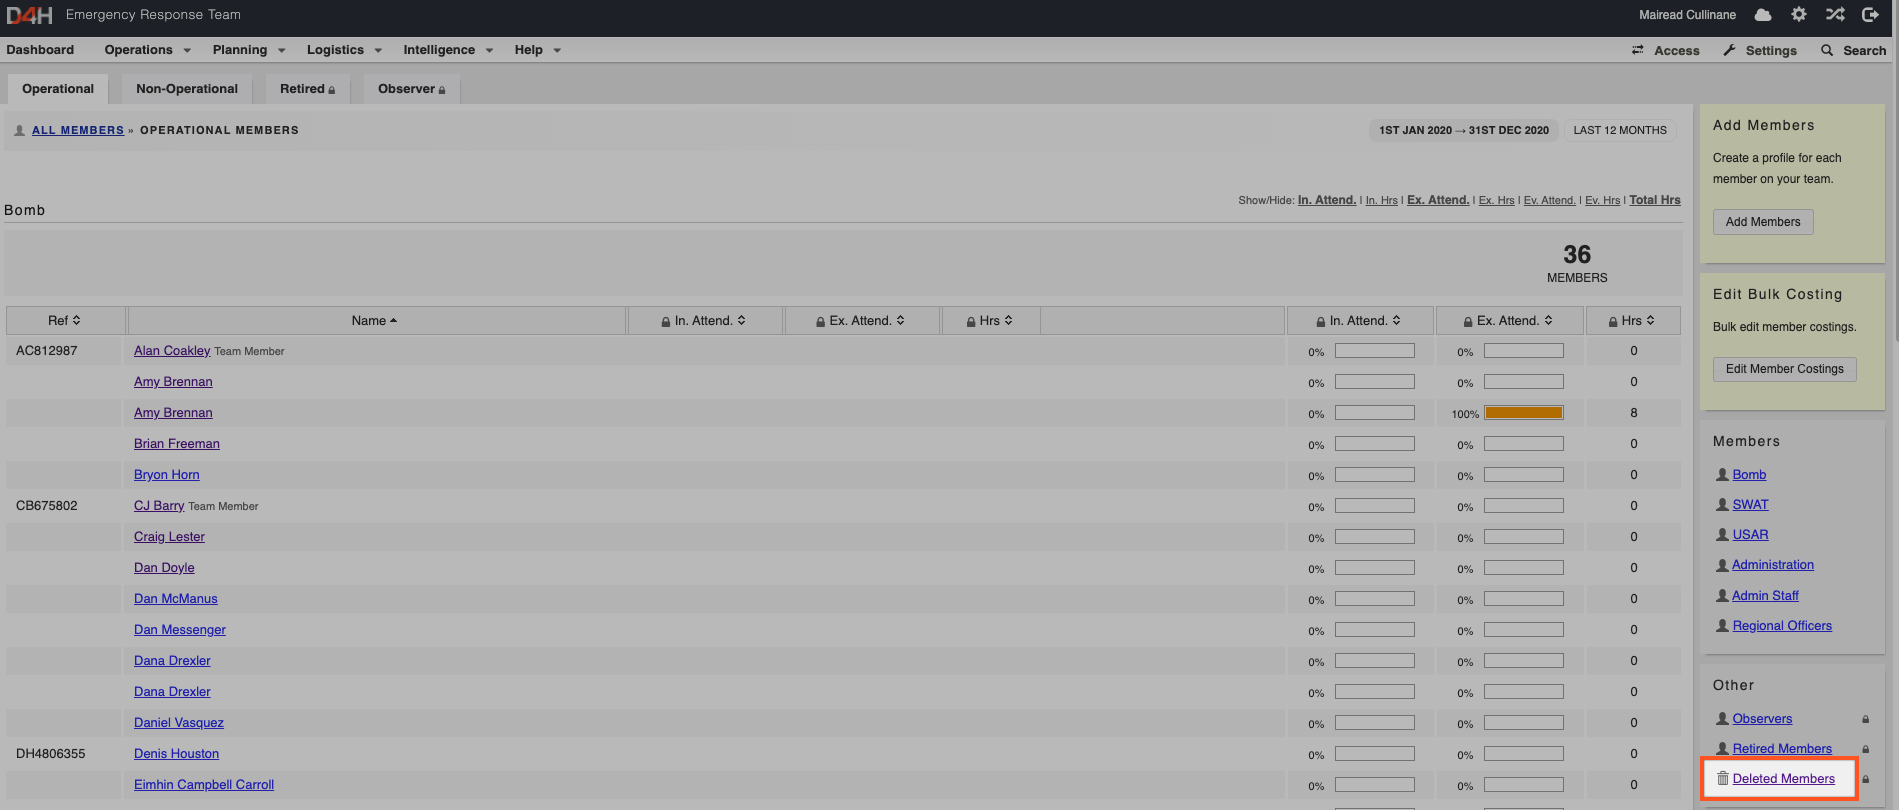 D4H Emergency Response Team Mairead Cullinane
Dashboard Operations Planning Logistics Intelligence Help Access Settings Search
Operational Non-Operational Retired Observer
ALL MEMBERS » OPERATIONAL MEMBERS 1ST JAN 2020 → 31ST DEC 2020 LAST 12 MONTHS
Show/Hide: In. Attend. | In. Hrs | Ex. Attend. | Ex. Hrs | Ev. Attend. | Ev. Hrs | Total Hrs
Bomb
36
MEMBERS
Ref Name In. Attend. Ex. Attend. Hrs In. Attend. Ex. Attend. Hrs
AC812987 Alan Coakley Team Member 0% 0% 0
Amy Brennan 0% 0% 0
Amy Brennan 0% 100% 8
Brian Freeman 0% 0% 0
Bryon Horn 0% 0% 0
CB675802 CJ Barry Team Member 0% 0% 0
Craig Lester 0% 0% 0
Dan Doyle 0% 0% 0
Dan McManus 0% 0% 0
Dan Messenger 0% 0% 0
Dana Drexler 0% 0% 0
Dana Drexler 0% 0% 0
Daniel Vasquez 0% 0% 0
DH4806355 Denis Houston 0% 0% 0
Eimhin Campbell Carroll 0% 0% 0
Add Members
Create a profile for each
member on your team.
Add Members
Edit Bulk Costing
Bulk edit member costings.
Edit Member Costings
Members
Bomb
SWAT
USAR
Administration
Admin Staff
Regional Officers
Other
Observers
Retired Members
Deleted Members